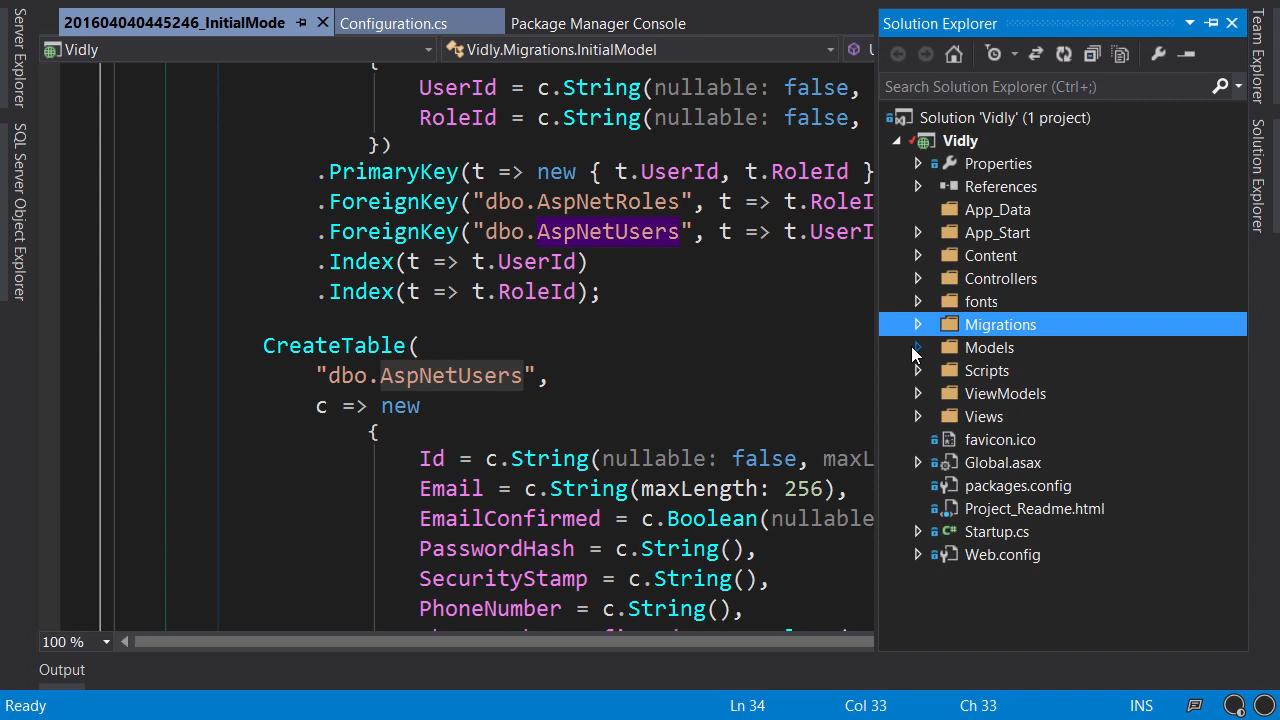 Server Explorer
SQL Server Object Explorer
201604040445246_InitialMode
Configuration.cs
Package Manager Console
Vidly
Vidly.Migrations.InitialModel
{
UserId = c.String(nullable: false,
RoleId = c.String(nullable: false,
})
.PrimaryKey(t => new { t.UserId, t.RoleId }
.ForeignKey("dbo.AspNetRoles", t => t.RoleI
.ForeignKey("dbo.AspNetUsers", t => t.UserI
.Index(t => t.UserId)
.Index(t => t.RoleId);
CreateTable(
"dbo.AspNetUsers",
c => new
{
Id = c.String(nullable: false, maxL
Email = c.String(maxLength: 256),
EmailConfirmed = c.Boolean(nullable
PasswordHash = c.String(),
SecurityStamp = c.String(),
PhoneNumber = c.String(),
100 %
Output
Solution Explorer
Search Solution Explorer (Ctrl+;)
Solution 'Vidly' (1 project)
Vidly
Properties
References
App_Data
App_Start
Content
Controllers
fonts
Migrations
Models
Scripts
ViewModels
Views
favicon.ico
Global.asax
packages.config
Project_Readme.html
Startup.cs
Web.config
Team Explorer
Solution Explorer
Ready
Ln 34
Col 33
Ch 33
INS